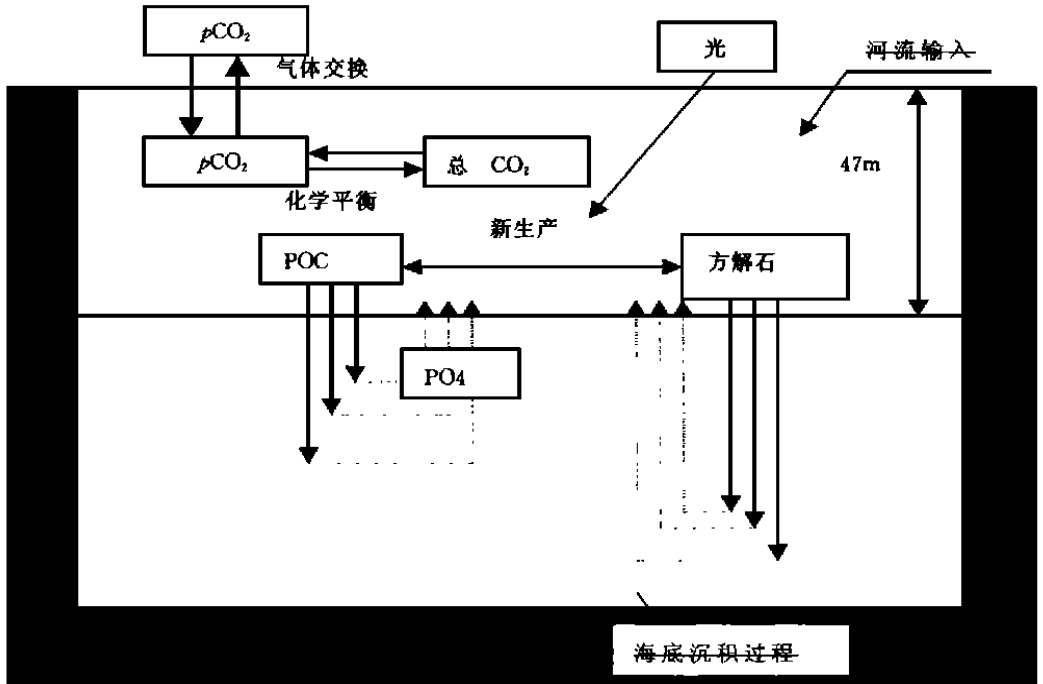 pCO₂
光
河流输入
气体交换
pCO₂
总 CO₂
47m
化学平衡
新生产
POC
方解石
PO4
海底沉积过程